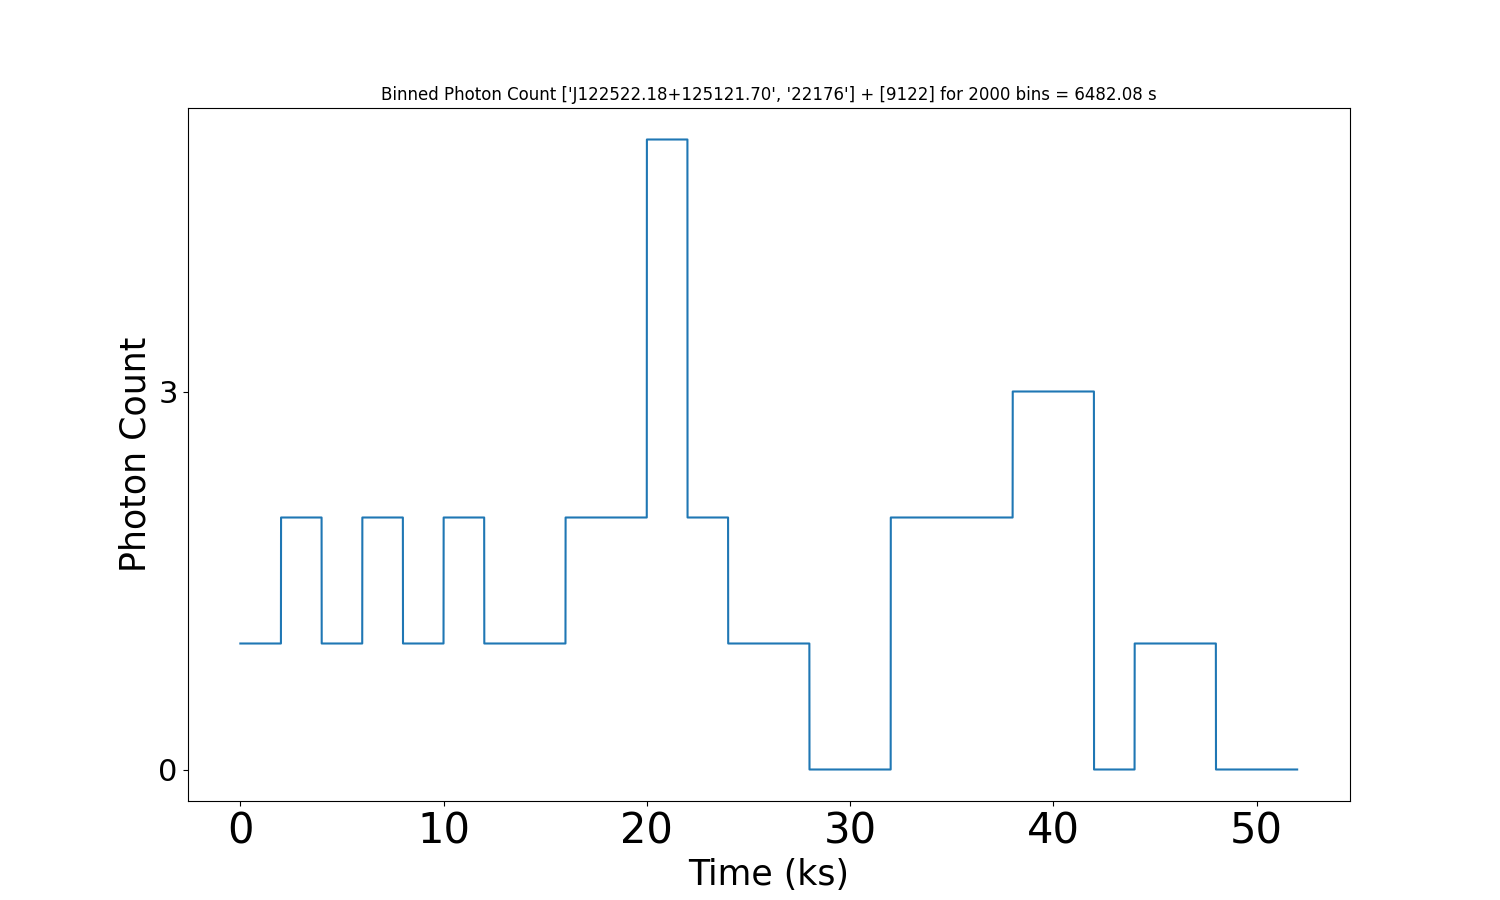 Binned Photon Count ['J122522.18+125121.70', '22176'] + [9122] for 2000 bins = 6482.08 s
Photon Count
3
0
0 10 20 30 40 50
Time (ks)